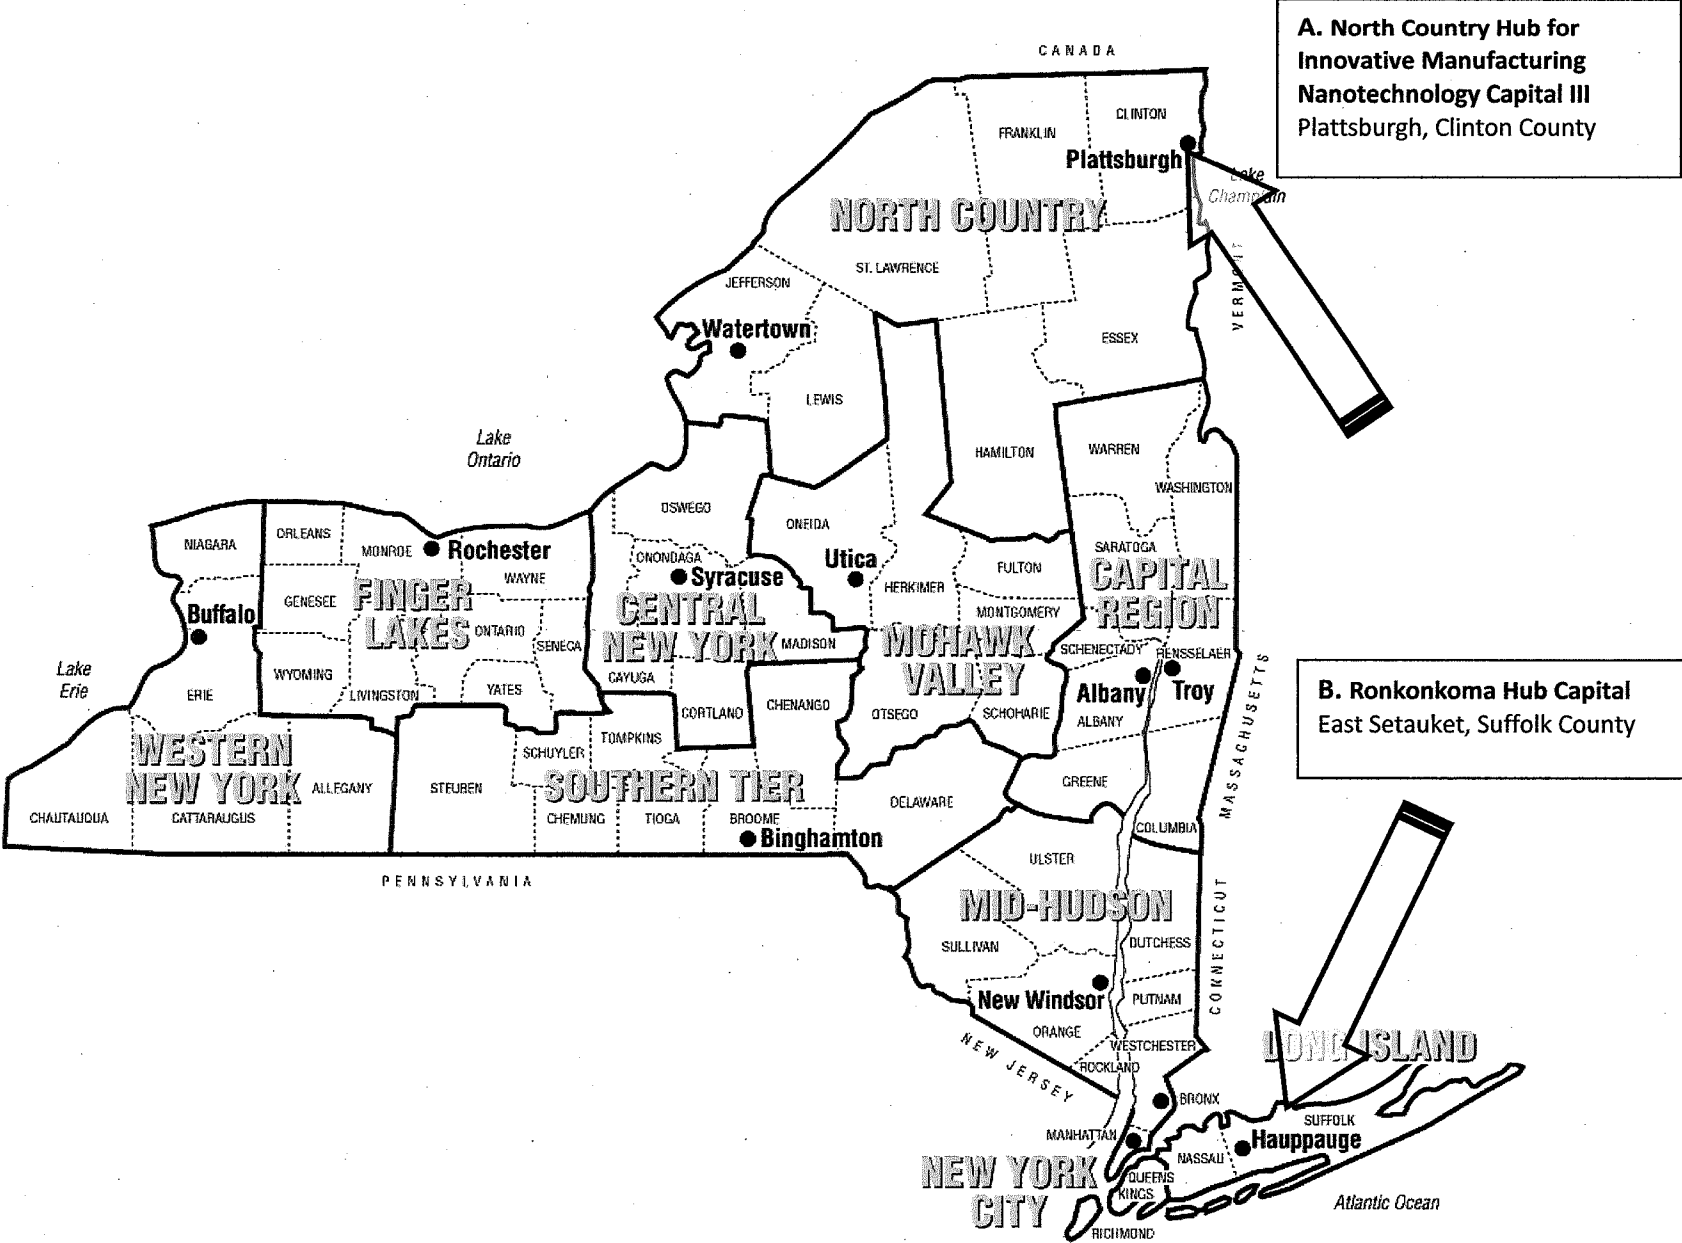 A. North Country Hub for
Innovative Manufacturing
Nanotechnology Capital III
Plattsburgh, Clinton County
CANADA
CLINTON
FRANKLIN
Plattsburgh
Lake
Champlain
NORTH COUNTRY
VERMONT
ST. LAWRENCE
JEFFERSON
Watertown
ESSEX
LEWIS
Lake
Ontario
HAMILTON
WARREN
WASHINGTON
OSWEGO
ONEIDA
NIAGARA
ORLEANS
MONROE
Rochester
ONONDAGA
Utica
SARATOGA
FULTON
WAYNE
Syracuse
HERKIMER
CAPITAL
REGION
GENESEE
FINGER
LAKES
CENTRAL
NEW YORK
MONTGOMERY
Buffalo
ONTARIO
SENECA
MADISON
MOHAWK
VALLEY
SCHENECTADY
RENSSELAER
Lake
Erie
WYOMING
CAYUGA
Albany
Troy
MASSACHUSETTS
B. Ronkonkoma Hub Capital
East Setauket, Suffolk County
ERIE
LIVINGSTON
YATES
CORTLAND
CHENANGO
OTSEGO
SCHOHARIE
ALBANY
WESTERN
NEW YORK
TOMPKINS
SCHUYLER
SOUTHERN TIER
ALLEGANY
STEUBEN
GREENE
DELAWARE
CHAUTAUQUA
CATTARAUGUS
CHEMUNG
TIOGA
BROOME
COLUMBIA
Binghamton
ULSTER
PENNSYLVANIA
MID-HUDSON
CONNECTICUT
SULLIVAN
DUTCHESS
New Windsor
PUTNAM
ORANGE
NEW JERSEY
WESTCHESTER
LONG ISLAND
ROCKLAND
BRONX
SUFFOLK
MANHATTAN
Hauppauge
NASSAU
NEW YORK
CITY
QUEENS
KINGS
Atlantic Ocean
RICHMOND